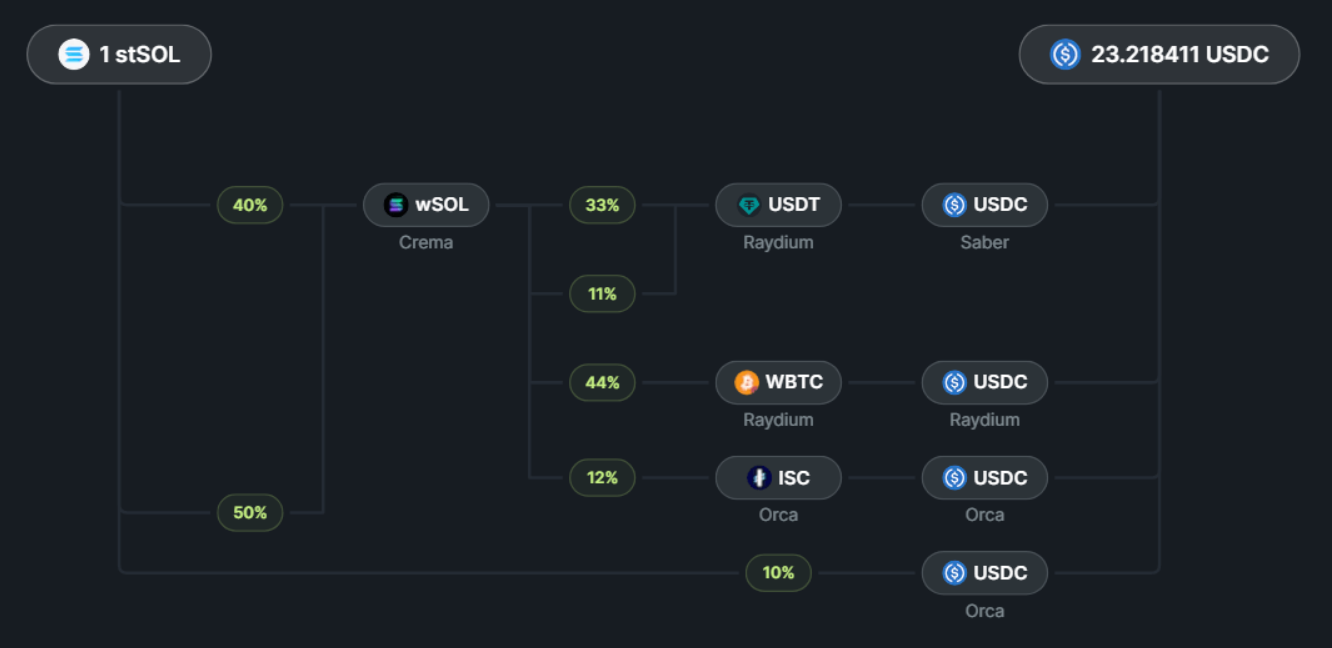 1 stSOL
23.218411 USDC
40%
wSOL
Crema
33%
USDT
Raydium
USDC
Saber
11%
44%
WBTC
Raydium
USDC
Raydium
12%
ISC
Orca
USDC
Orca
50%
10%
USDC
Orca